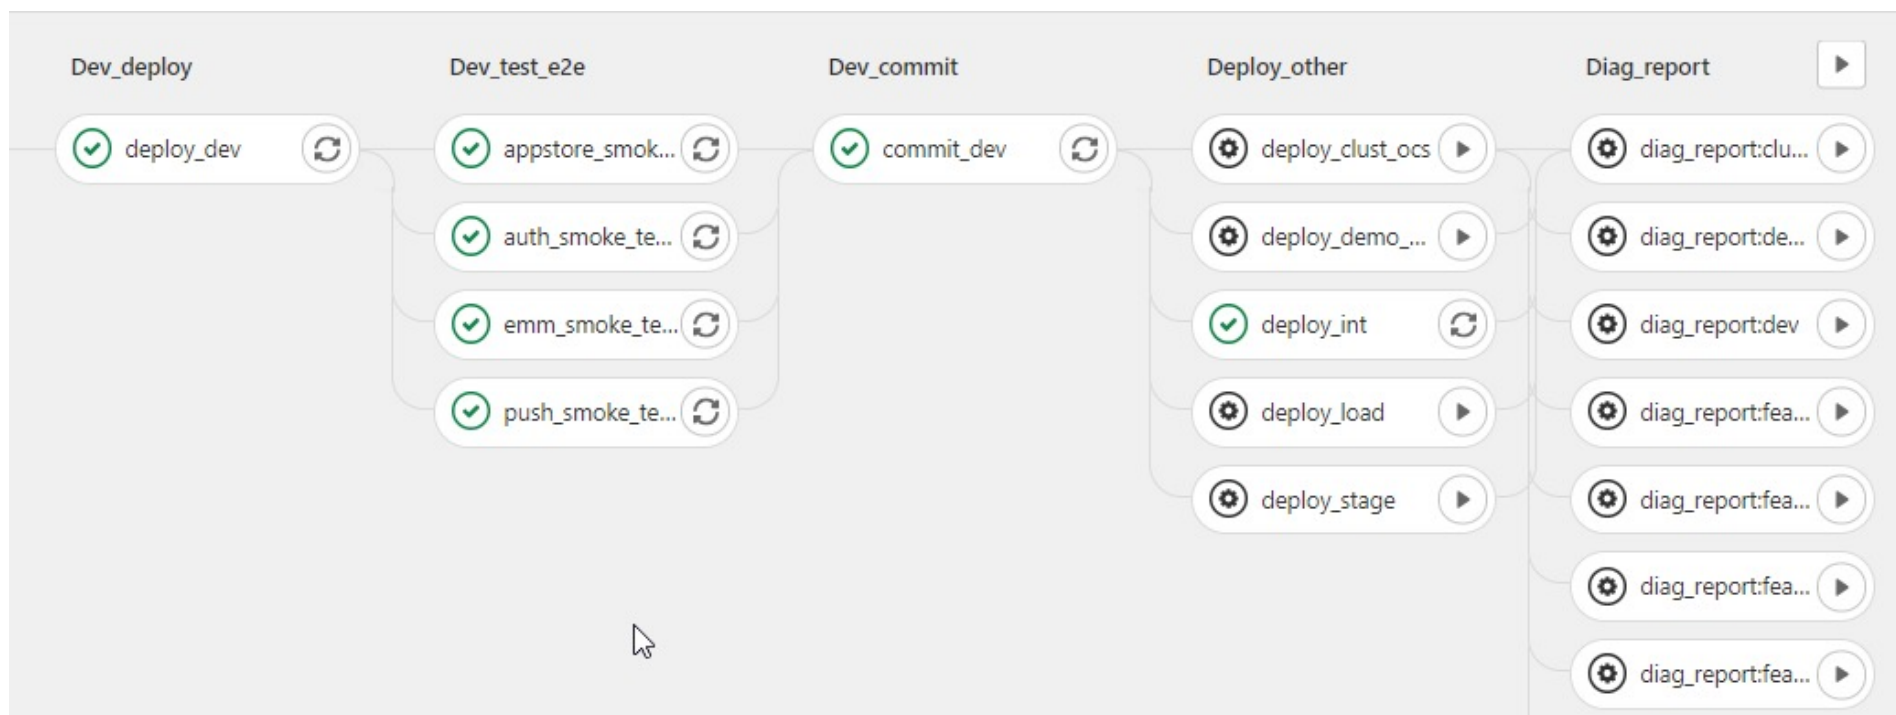 Dev_deploy
Dev_test_e2e
Dev_commit
Deploy_other
Diag_report
deploy_dev
appstore_smok...
commit_dev
deploy_clust_ocs
diag_report:clu...
auth_smoke_te...
deploy_demo_...
diag_report:de...
emm_smoke_te...
deploy_int
diag_report:dev
push_smoke_te...
deploy_load
diag_report:fea...
deploy_stage
diag_report:fea...
diag_report:fea...
diag_report:fea...